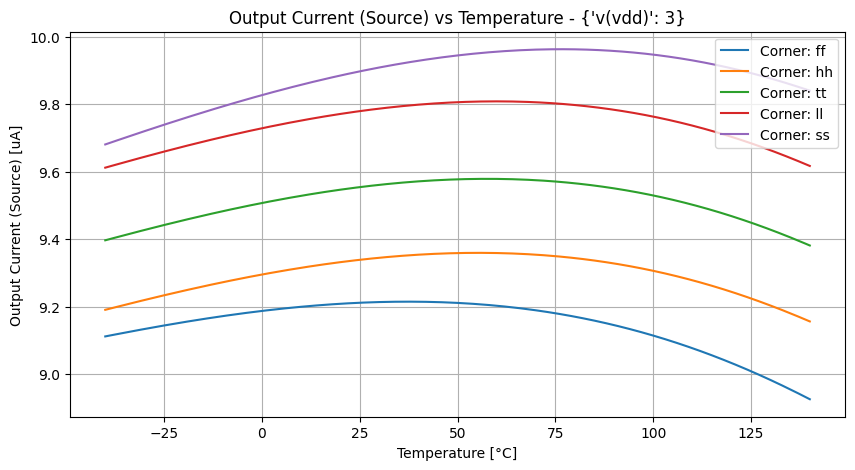 Output Current (Source) vs Temperature - {'v(vdd)': 3}
Output Current (Source) [uA]
10.0
9.8
9.6
9.4
9.2
9.0
Corner: ff
Corner: hh
Corner: tt
Corner: ll
Corner: ss
−25
0
25
50
75
100
125
Temperature [°C]